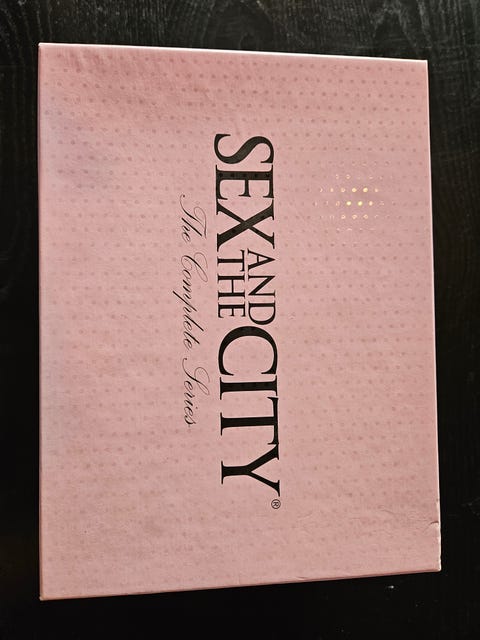 SEX AND THE CITY®
The Complete Series